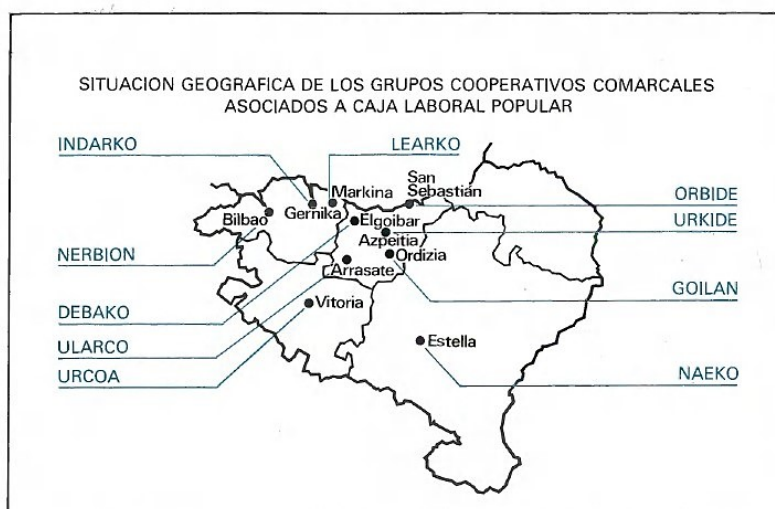 SITUACION GEOGRAFICA DE LOS GRUPOS COOPERATIVOS COMARCALES
ASOCIADOS A CAJA LABORAL POPULAR
INDARKO
LEARKO
Markina
San
Sebastián
ORBIDE
Bilbao
Gernika
Elgoibar
URKIDE
Azpeitia
NERBION
Ordizia
Arrasate
GOILAN
DEBAKO
Vitoria
ULARCO
Estella
URCOA
NAEKO